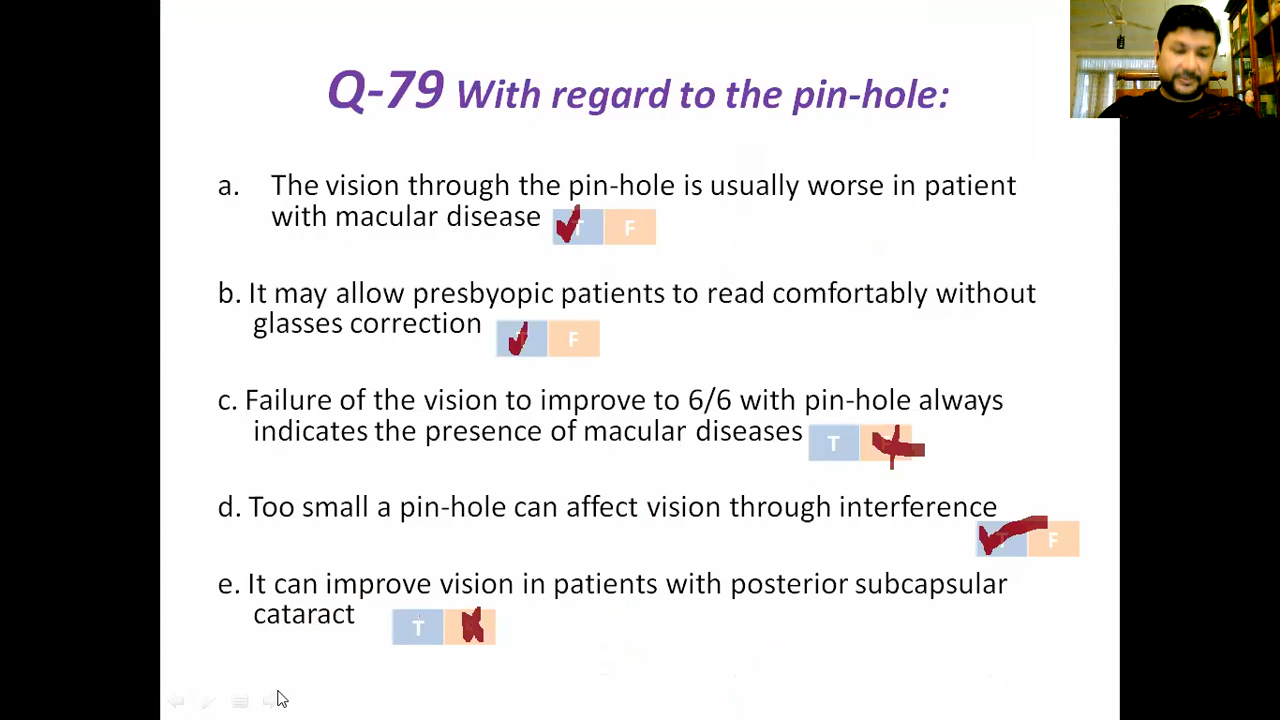 Q-79 With regard to the pin-hole:
a. The vision through the pin-hole is usually worse in patient
with macular disease T F
b. It may allow presbyopic patients to read comfortably without
glasses correction F
c. Failure of the vision to improve to 6/6 with pin-hole always
indicates the presence of macular diseases T
d. Too small a pin-hole can affect vision through interference
T F
e. It can improve vision in patients with posterior subcapsular
cataract T